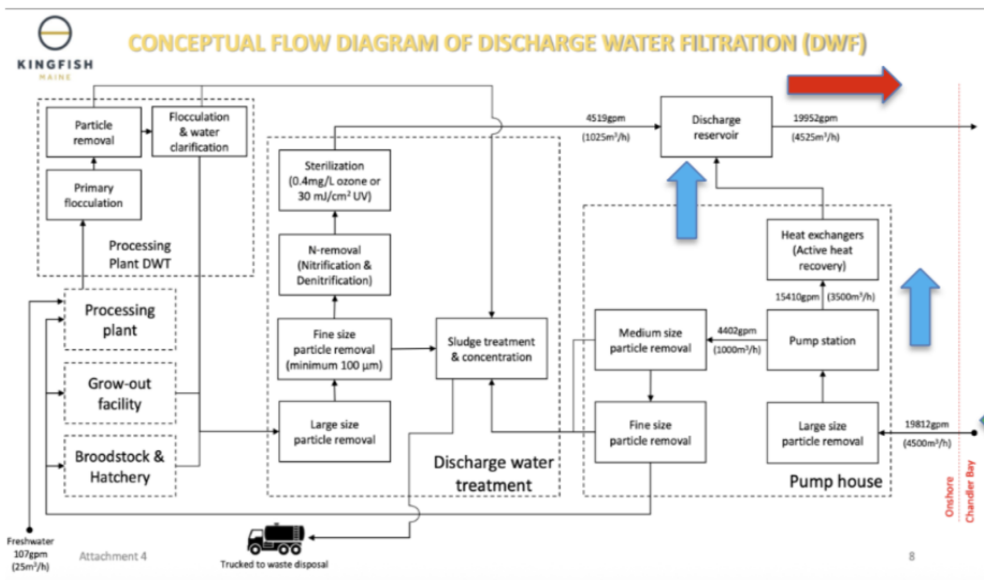 KINGFISH
MAINE
CONCEPTUAL FLOW DIAGRAM OF DISCHARGE WATER FILTRATION (DWF)
Particle
removal
Flocculation
& water
clarification
Primary
flocculation
Processing
Plant DWT
Processing
plant
Grow-out
facility
Broodstock &
Hatchery
Freshwater
107gpm
(25m³/h)
Sterilization
(0.4mg/L ozone or
30 mJ/cm² UV)
N-removal
(Nitrification &
Denitrification)
Fine size
particle removal
(minimum 100 µm)
Large size
particle removal
Sludge treatment
& concentration
Discharge water
treatment
Trucked to waste disposal
4519gpm
(1025m³/h)
Discharge
reservoir
19952gpm
(4525m³/h)
Heat exchangers
(Active heat
recovery)
15410gpm
(3500m³/h)
Medium size
particle removal
4402gpm
(1000m³/h)
Pump station
Fine size
particle removal
Large size
particle removal
19812gpm
(4500m³/h)
Pump house
Onshore
Chandler Bay
Attachment 4
8